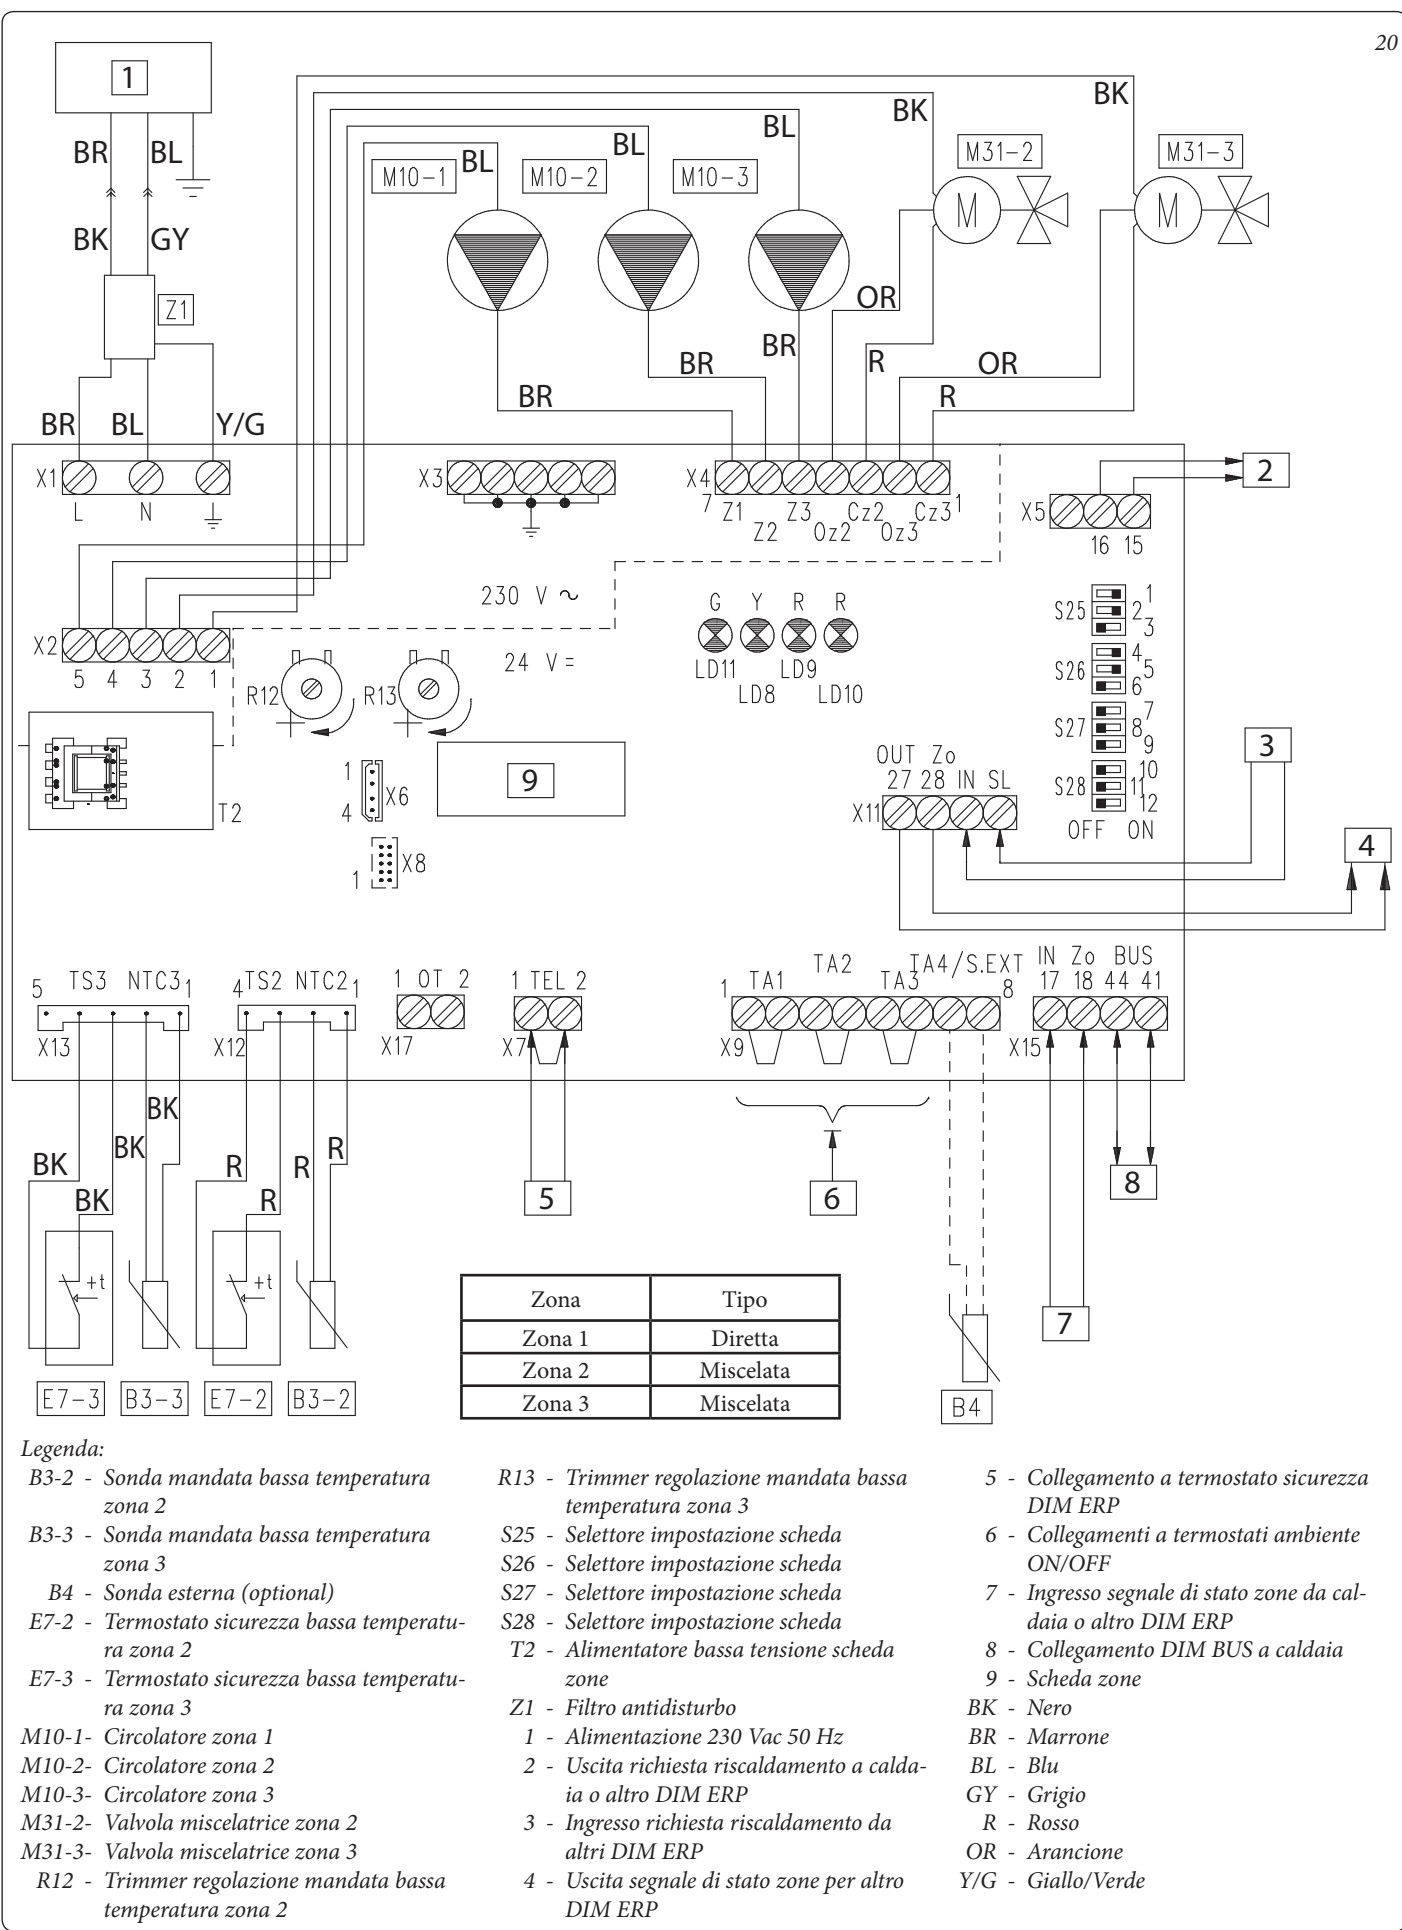 20
1
BR BL
BK GY
Z1
BR BL Y/G
M10-1 BL
M10-2 BL
M10-3 BL
BK
BK
M31-2
M31-3
M
M
OR
R
OR
R
BR
BR
BR
X1
L N
X3
X4
7 Z1 Z3 Cz2 Cz3 1
Z2 Oz2 Oz3
X5
16 15
2
230 V ~
24 V =
X2
5 4 3 2 1
R12
R13
G Y R R
LD11 LD9
LD8 LD10
S25 1
2
3
S26 4
5
6
S27 7
8
9
S28 10
11
12
OFF ON
T2
1
X6
4
9
X8
1
OUT Zo
27 28 IN SL
X11
3
4
5 TS3 NTC3 1
X13
4 TS2 NTC2 1
X12
1 OT 2
X17
1 TEL 2
X7
1 TA1 TA2 TA3 TA4/S.EXT 8
X9
IN Zo BUS
17 18 44 41
X15
BK
BK
BK
BK
R
R
R
R
5
6
7
8
+t
+t
E7-3 B3-3 E7-2 B3-2
B4
Zona Tipo
Zona 1 Diretta
Zona 2 Miscelata
Zona 3 Miscelata
Legenda:
B3-2 - Sonda mandata bassa temperatura
zona 2
B3-3 - Sonda mandata bassa temperatura
zona 3
B4 - Sonda esterna (optional)
E7-2 - Termostato sicurezza bassa temperatu-
ra zona 2
E7-3 - Termostato sicurezza bassa temperatu-
ra zona 3
M10-1- Circolatore zona 1
M10-2- Circolatore zona 2
M10-3- Circolatore zona 3
M31-2- Valvola miscelatrice zona 2
M31-3- Valvola miscelatrice zona 3
R12 - Trimmer regolazione mandata bassa
temperatura zona 2
R13 - Trimmer regolazione mandata bassa
temperatura zona 3
S25 - Selettore impostazione scheda
S26 - Selettore impostazione scheda
S27 - Selettore impostazione scheda
S28 - Selettore impostazione scheda
T2 - Alimentatore bassa tensione scheda
zone
Z1 - Filtro antidisturbo
1 - Alimentazione 230 Vac 50 Hz
2 - Uscita richiesta riscaldamento a calda-
ia o altro DIM ERP
3 - Ingresso richiesta riscaldamento da
altri DIM ERP
4 - Uscita segnale di stato zone per altro
DIM ERP
5 - Collegamento a termostato sicurezza
DIM ERP
6 - Collegamenti a termostati ambiente
ON/OFF
7 - Ingresso segnale di stato zone da cal-
daia o altro DIM ERP
8 - Collegamento DIM BUS a caldaia
9 - Scheda zone
BK - Nero
BR - Marrone
BL - Blu
GY - Grigio
R - Rosso
OR - Arancione
Y/G - Giallo/Verde